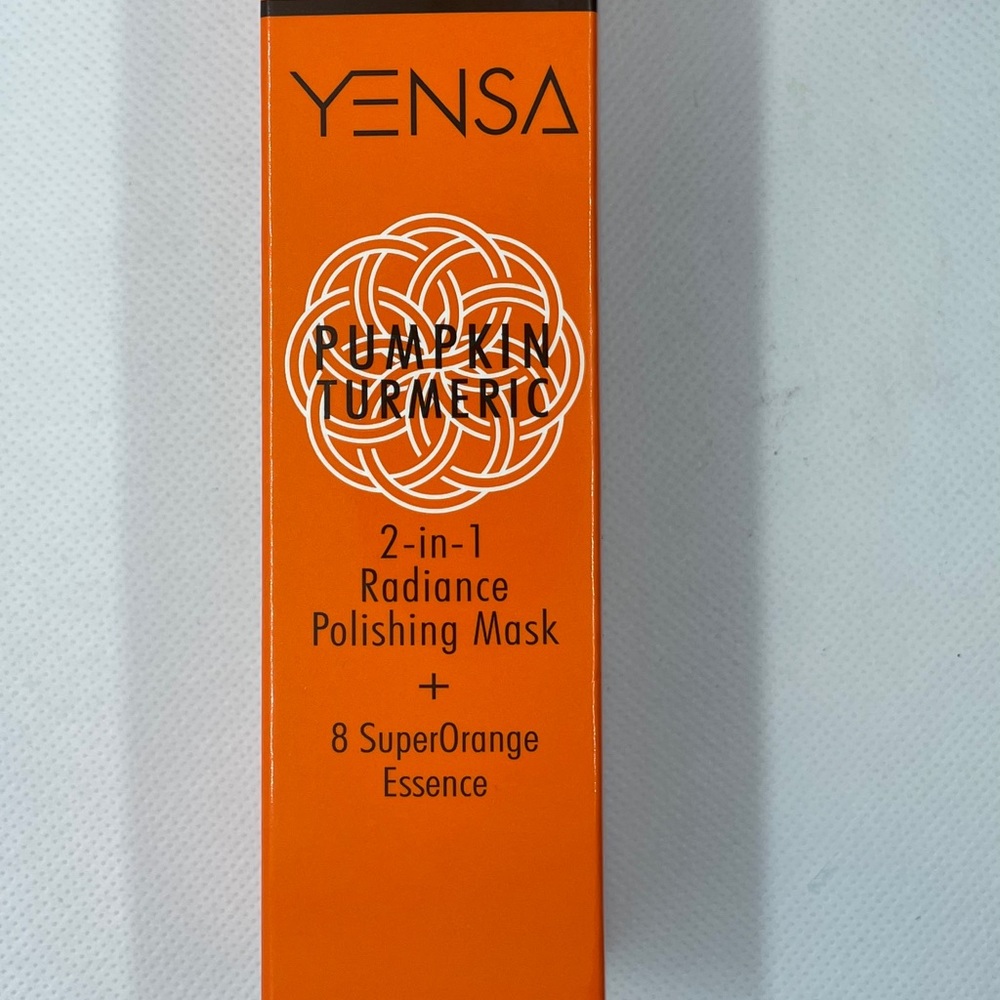 YENSA
PUMPKIN
TURMERIC
2-in-1
Radiance
Polishing Mask
+
8 SuperOrange
Essence